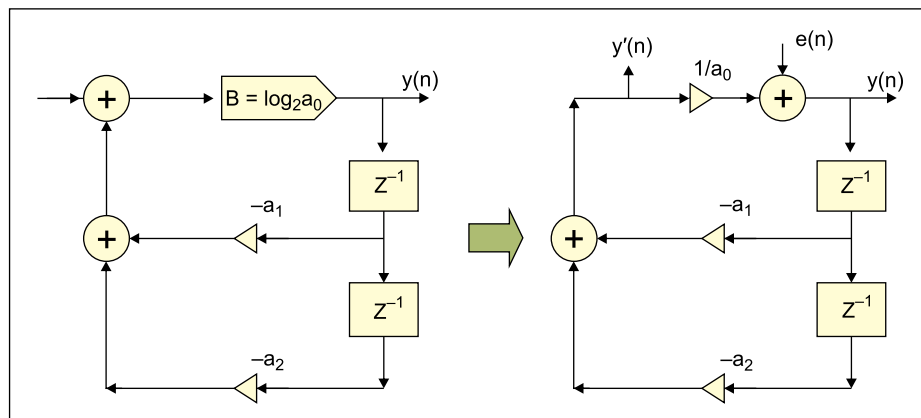 B = log₂a₀
y(n)
Z⁻¹
–a₁
Z⁻¹
–a₂
y′(n)
1/a₀
e(n)
y(n)
Z⁻¹
–a₁
Z⁻¹
–a₂